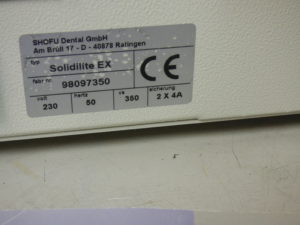 SHOFU Dental GmbH
Am Brüll 17 - D - 40878 Ratingen
typ
Solidilite EX
fabr nr.
98097350
CE
volt hertz va sicherung
230 50 360 2 X 4A